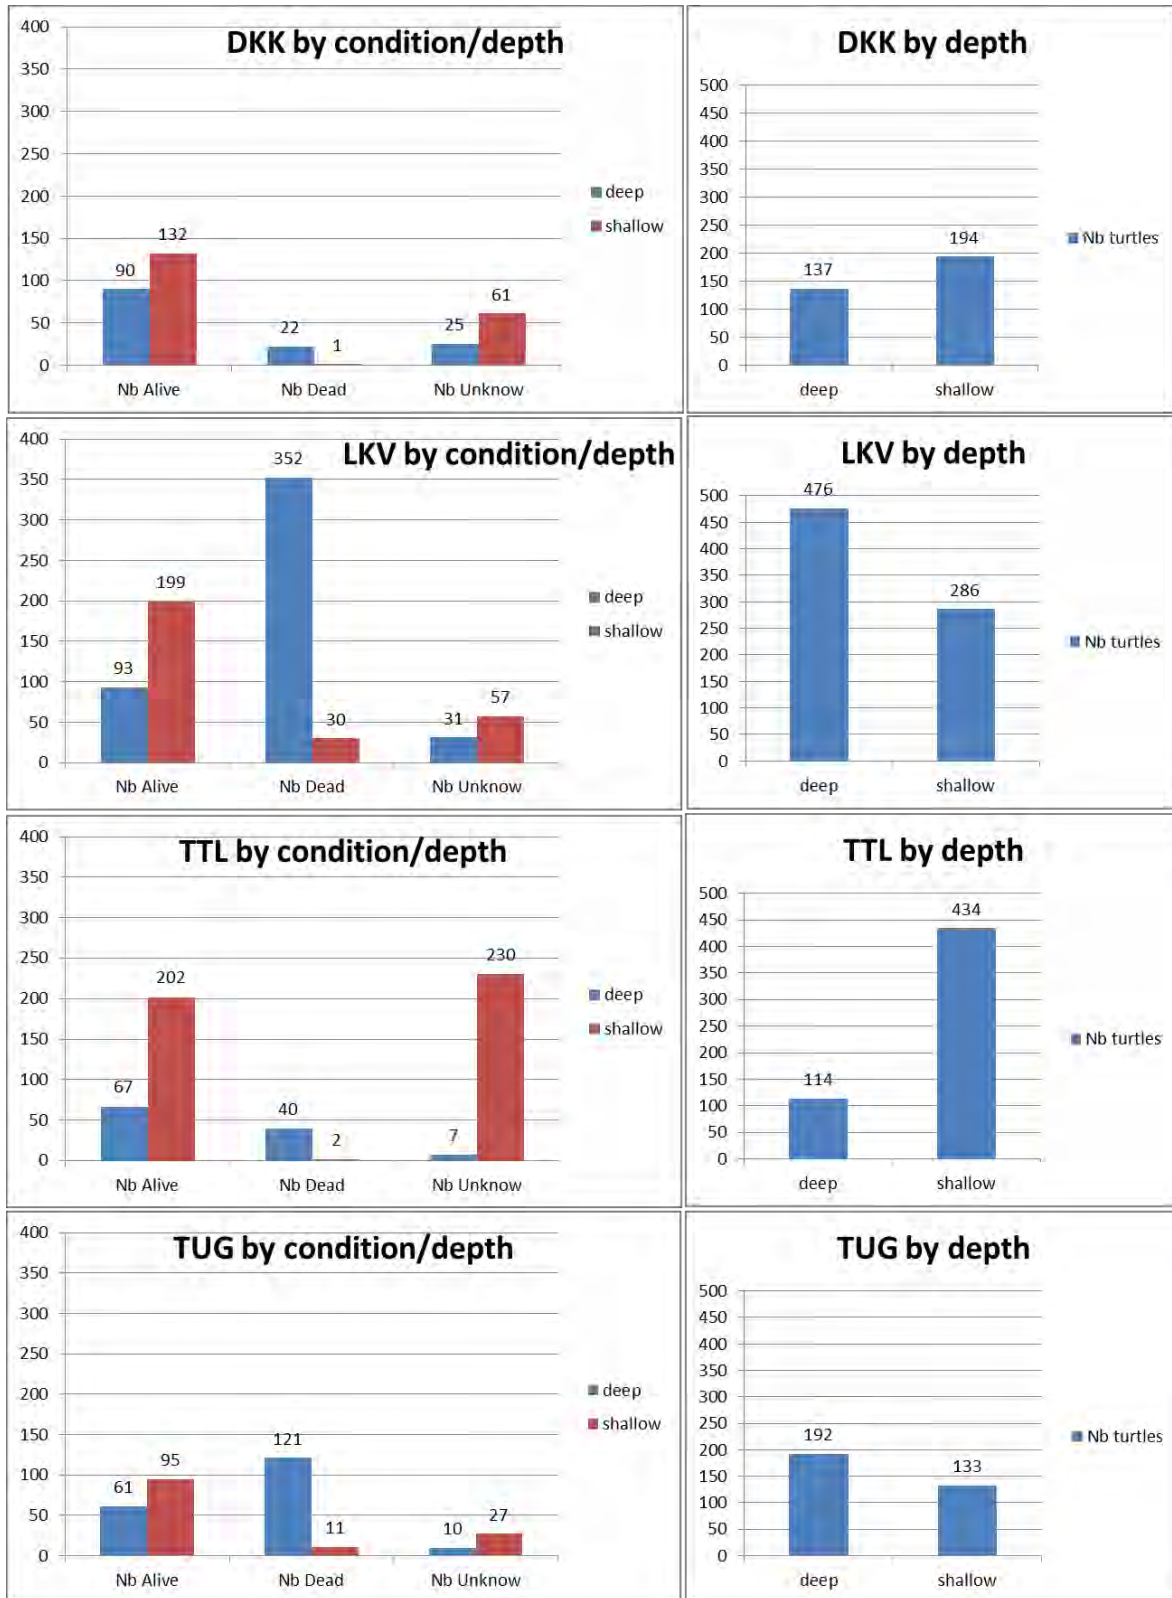 DKK by condition/depth
400
350
300
250
200
150
100
50
0
90
132
22
1
25
61
Nb Alive
Nb Dead
Nb Unknow
deep
shallow
DKK by depth
500
450
400
350
300
250
200
150
100
50
0
137
194
deep
shallow
Nb turtles
LKV by condition/depth
400
350
300
250
200
150
100
50
0
93
199
352
30
31
57
Nb Alive
Nb Dead
Nb Unknow
deep
shallow
LKV by depth
500
450
400
350
300
250
200
150
100
50
0
476
286
deep
shallow
Nb turtles
TTL by condition/depth
400
350
300
250
200
150
100
50
0
67
202
40
2
7
230
Nb Alive
Nb Dead
Nb Unknow
deep
shallow
TTL by depth
500
450
400
350
300
250
200
150
100
50
0
114
434
deep
shallow
Nb turtles
TUG by condition/depth
400
350
300
250
200
150
100
50
0
61
95
121
11
10
27
Nb Alive
Nb Dead
Nb Unknow
deep
shallow
TUG by depth
500
450
400
350
300
250
200
150
100
50
0
192
133
deep
shallow
Nb turtles